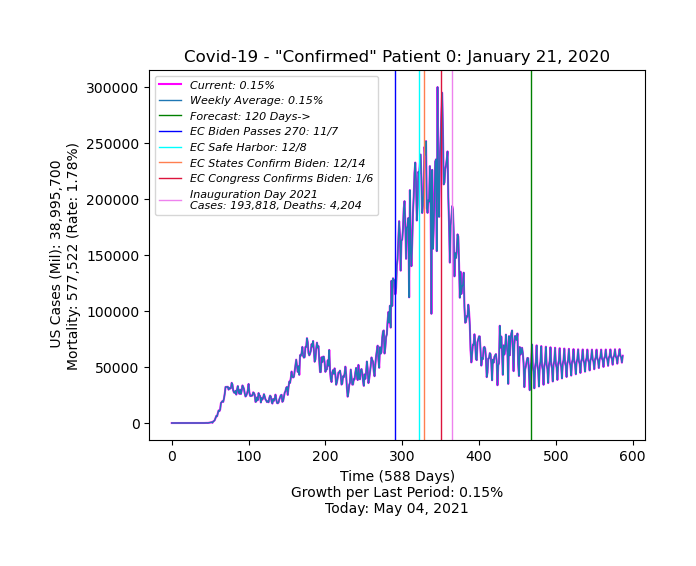 Covid-19 - "Confirmed" Patient 0: January 21, 2020
300000
250000
200000
150000
100000
50000
0
US Cases (Mil): 38,995,700
Mortality: 577,522 (Rate: 1.78%)
Current: 0.15%
Weekly Average: 0.15%
Forecast: 120 Days->
EC Biden Passes 270: 11/7
EC Safe Harbor: 12/8
EC States Confirm Biden: 12/14
EC Congress Confirms Biden: 1/6
Inauguration Day 2021
Cases: 193,818, Deaths: 4,204
0 100 200 300 400 500 600
Time (588 Days)
Growth per Last Period: 0.15%
Today: May 04, 2021